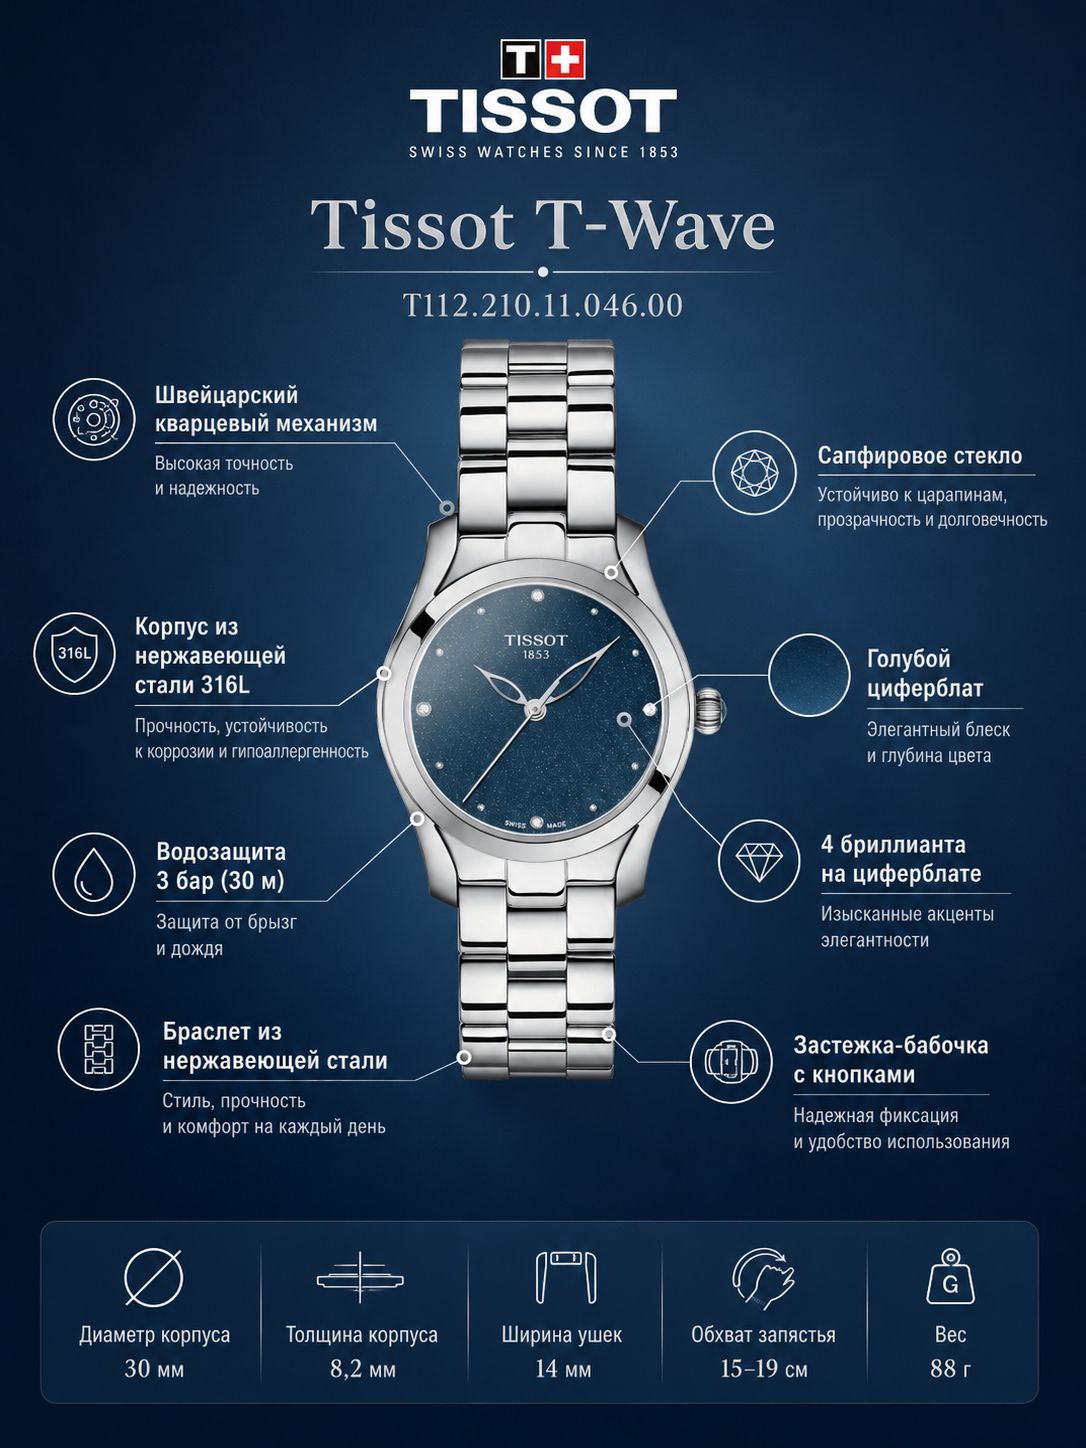 T+
TISSOT
SWISS WATCHES SINCE 1853
Tissot T-Wave
T112.210.11.046.00
Швейцарский
кварцевый механизм
Высокая точность
и надежность
Сапфировое стекло
Устойчиво к царапинам,
прозрачность и долговечность
TISSOT
1853
SWISS MADE
316L
Корпус из
нержавеющей
стали 316L
Прочность, устойчивость
к коррозии и гипоаллергенность
Голубой
циферблат
Элегантный блеск
и глубина цвета
Водозащита
3 бар (30 м)
Защита от брызг
и дождя
4 бриллианта
на циферблате
Изысканные акценты
элегантности
Браслет из
нержавеющей стали
Стиль, прочность
и комфорт на каждый день
Застежка-бабочка
с кнопками
Надежная фиксация
и удобство использования
Диаметр корпуса
30 мм
Толщина корпуса
8,2 мм
Ширина ушек
14 мм
Обхват запястья
15–19 см
G
Вес
88 г